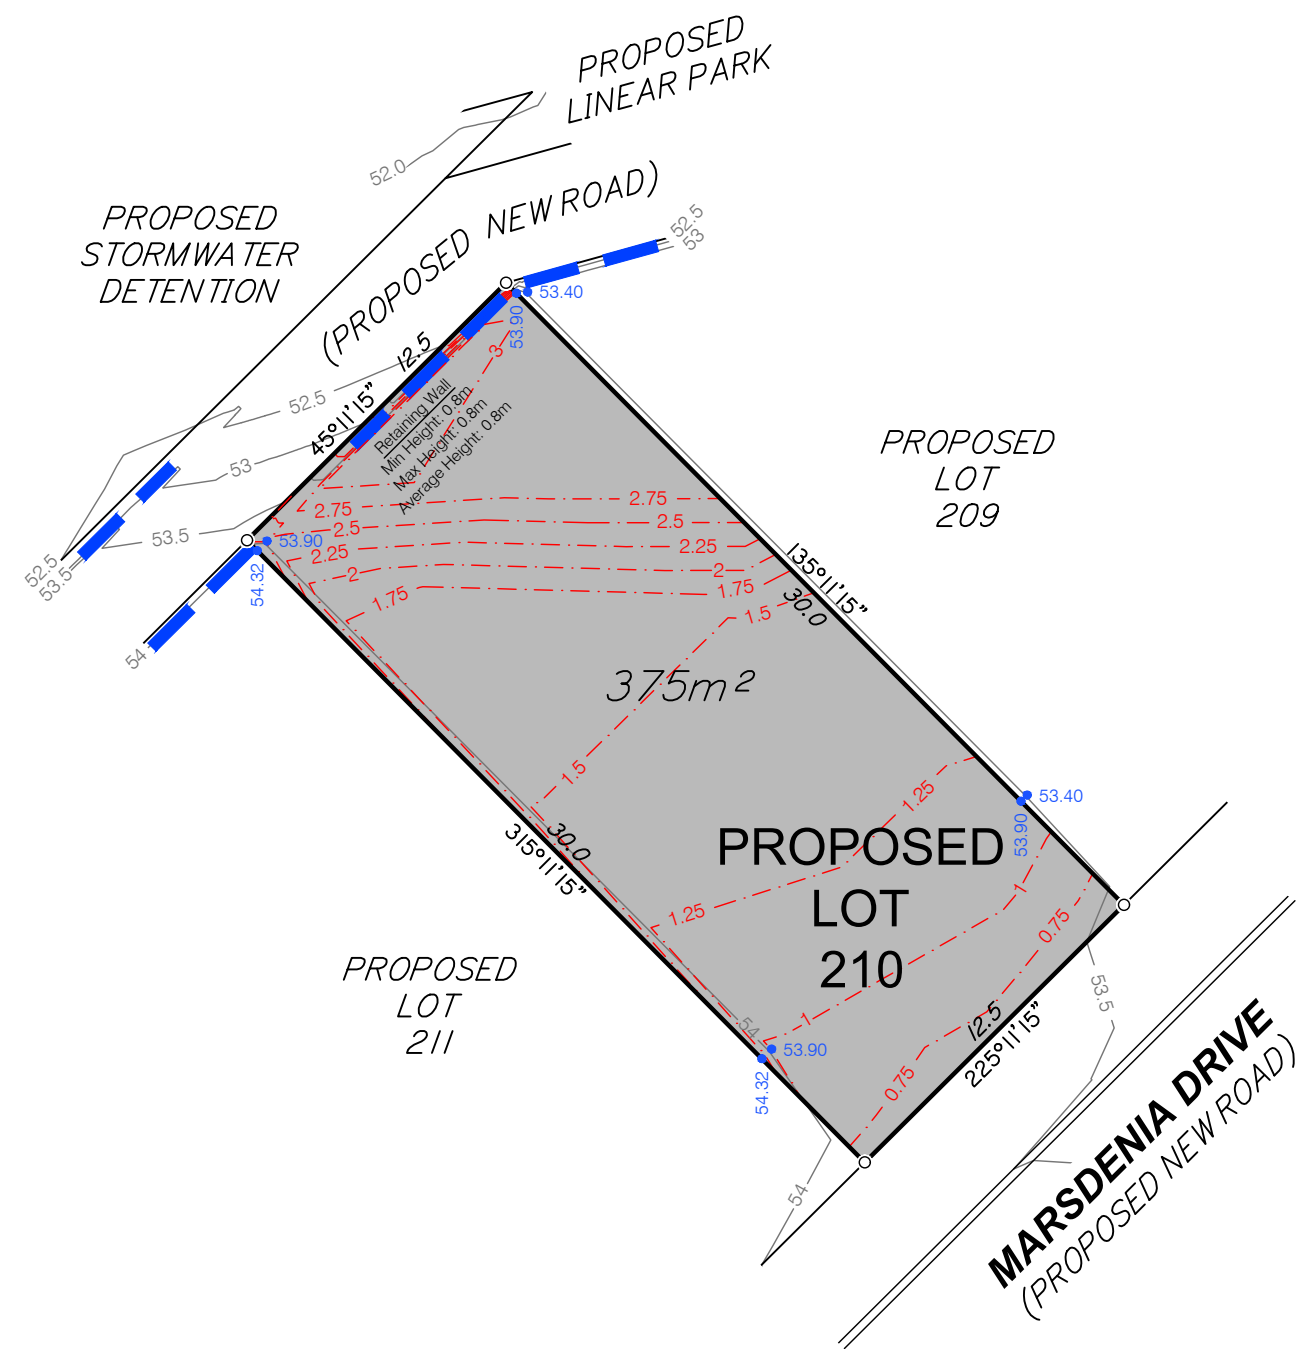 PROPOSED
LINEAR PARK
52.0
PROPOSED
STORMWATER
DETENTION
(PROPOSED NEW ROAD)
52.5
53
53.40
53.90
12.5
45°11'15"
3
52.5
53
53.5
52.5
53.5
54
Retaining Wall
Min Height: 0.8m
Max Height: 0.8m
Average Height: 0.8m
PROPOSED
LOT
209
2.75
2.75
2.5
2.5
53.90
54.32
2.25
2.25
2
2
1.75
1.75
1.5
135°11'15"
30.0
375m²
1.5
1.25
53.40
53.90
30.0
315°11'15"
PROPOSED
LOT
210
1.25
1
0.75
PROPOSED
LOT
211
54
53.90
54.32
1
0.75
12.5
225°11'15"
53.5
54
MARSDENIA DRIVE
(PROPOSED NEW ROAD)